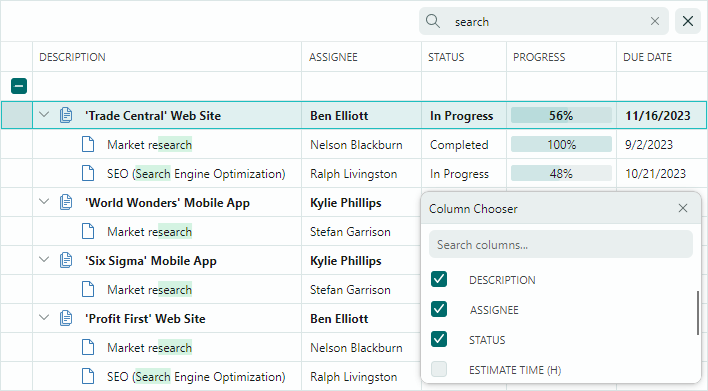 search
DESCRIPTION ASSIGNEE STATUS PROGRESS DUE DATE
'Trade Central' Web Site Ben Elliott In Progress 56% 11/16/2023
Market research Nelson Blackburn Completed 100% 9/2/2023
SEO (Search Engine Optimization) Ralph Livingston In Progress 48% 10/21/2023
'World Wonders' Mobile App Kylie Phillips
Market research Stefan Garrison
'Six Sigma' Mobile App Kylie Phillips
Market research Stefan Garrison
'Profit First' Web Site Ben Elliott
Market research Nelson Blackburn
SEO (Search Engine Optimization) Ralph Livingston
Column Chooser
Search columns...
DESCRIPTION
ASSIGNEE
STATUS
ESTIMATE TIME (H)